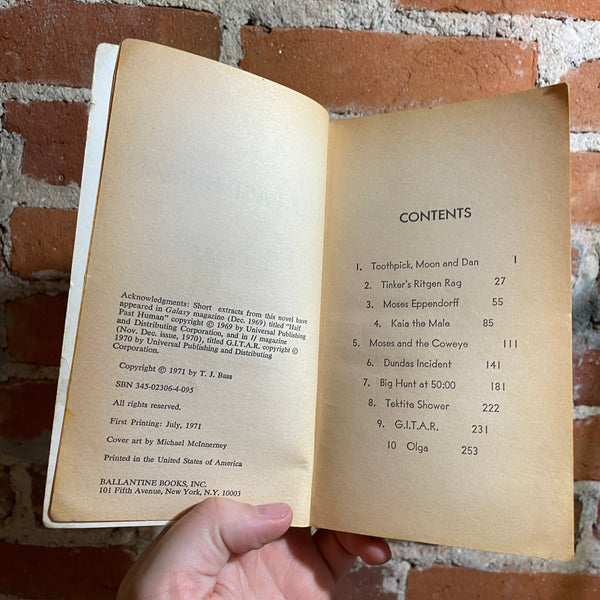 Acknowledgments: Short extracts from this novel have
appeared in Galaxy magazine (Dec. 1969) titled "Half
Past Human" copyright © 1969 by Universal Publishing
and Distributing Corporation, and in If magazine
(Nov. Dec. issue, 1970), titled G.I.T.A.R. copyright ©
1970 by Universal Publishing and Distributing
Corporation.
Copyright © 1971 by T. J. Bass
SBN 345-02306-4-095
All rights reserved.
First Printing: July, 1971
Cover art by Michael McInnerney
Printed in the United States of America
BALLANTINE BOOKS, INC.
101 Fifth Avenue, New York, N.Y. 10003
CONTENTS
1. Toothpick, Moon and Dan 1
2. Tinker's Ritgen Rag 27
3. Moses Eppendorff 55
4. Kaia the Male 85
5. Moses and the Coweye 111
6. Dundas Incident 141
7. Big Hunt at 50:00 181
8. Tektite Shower 222
9. G.I.T.A.R. 231
10 Olga 253